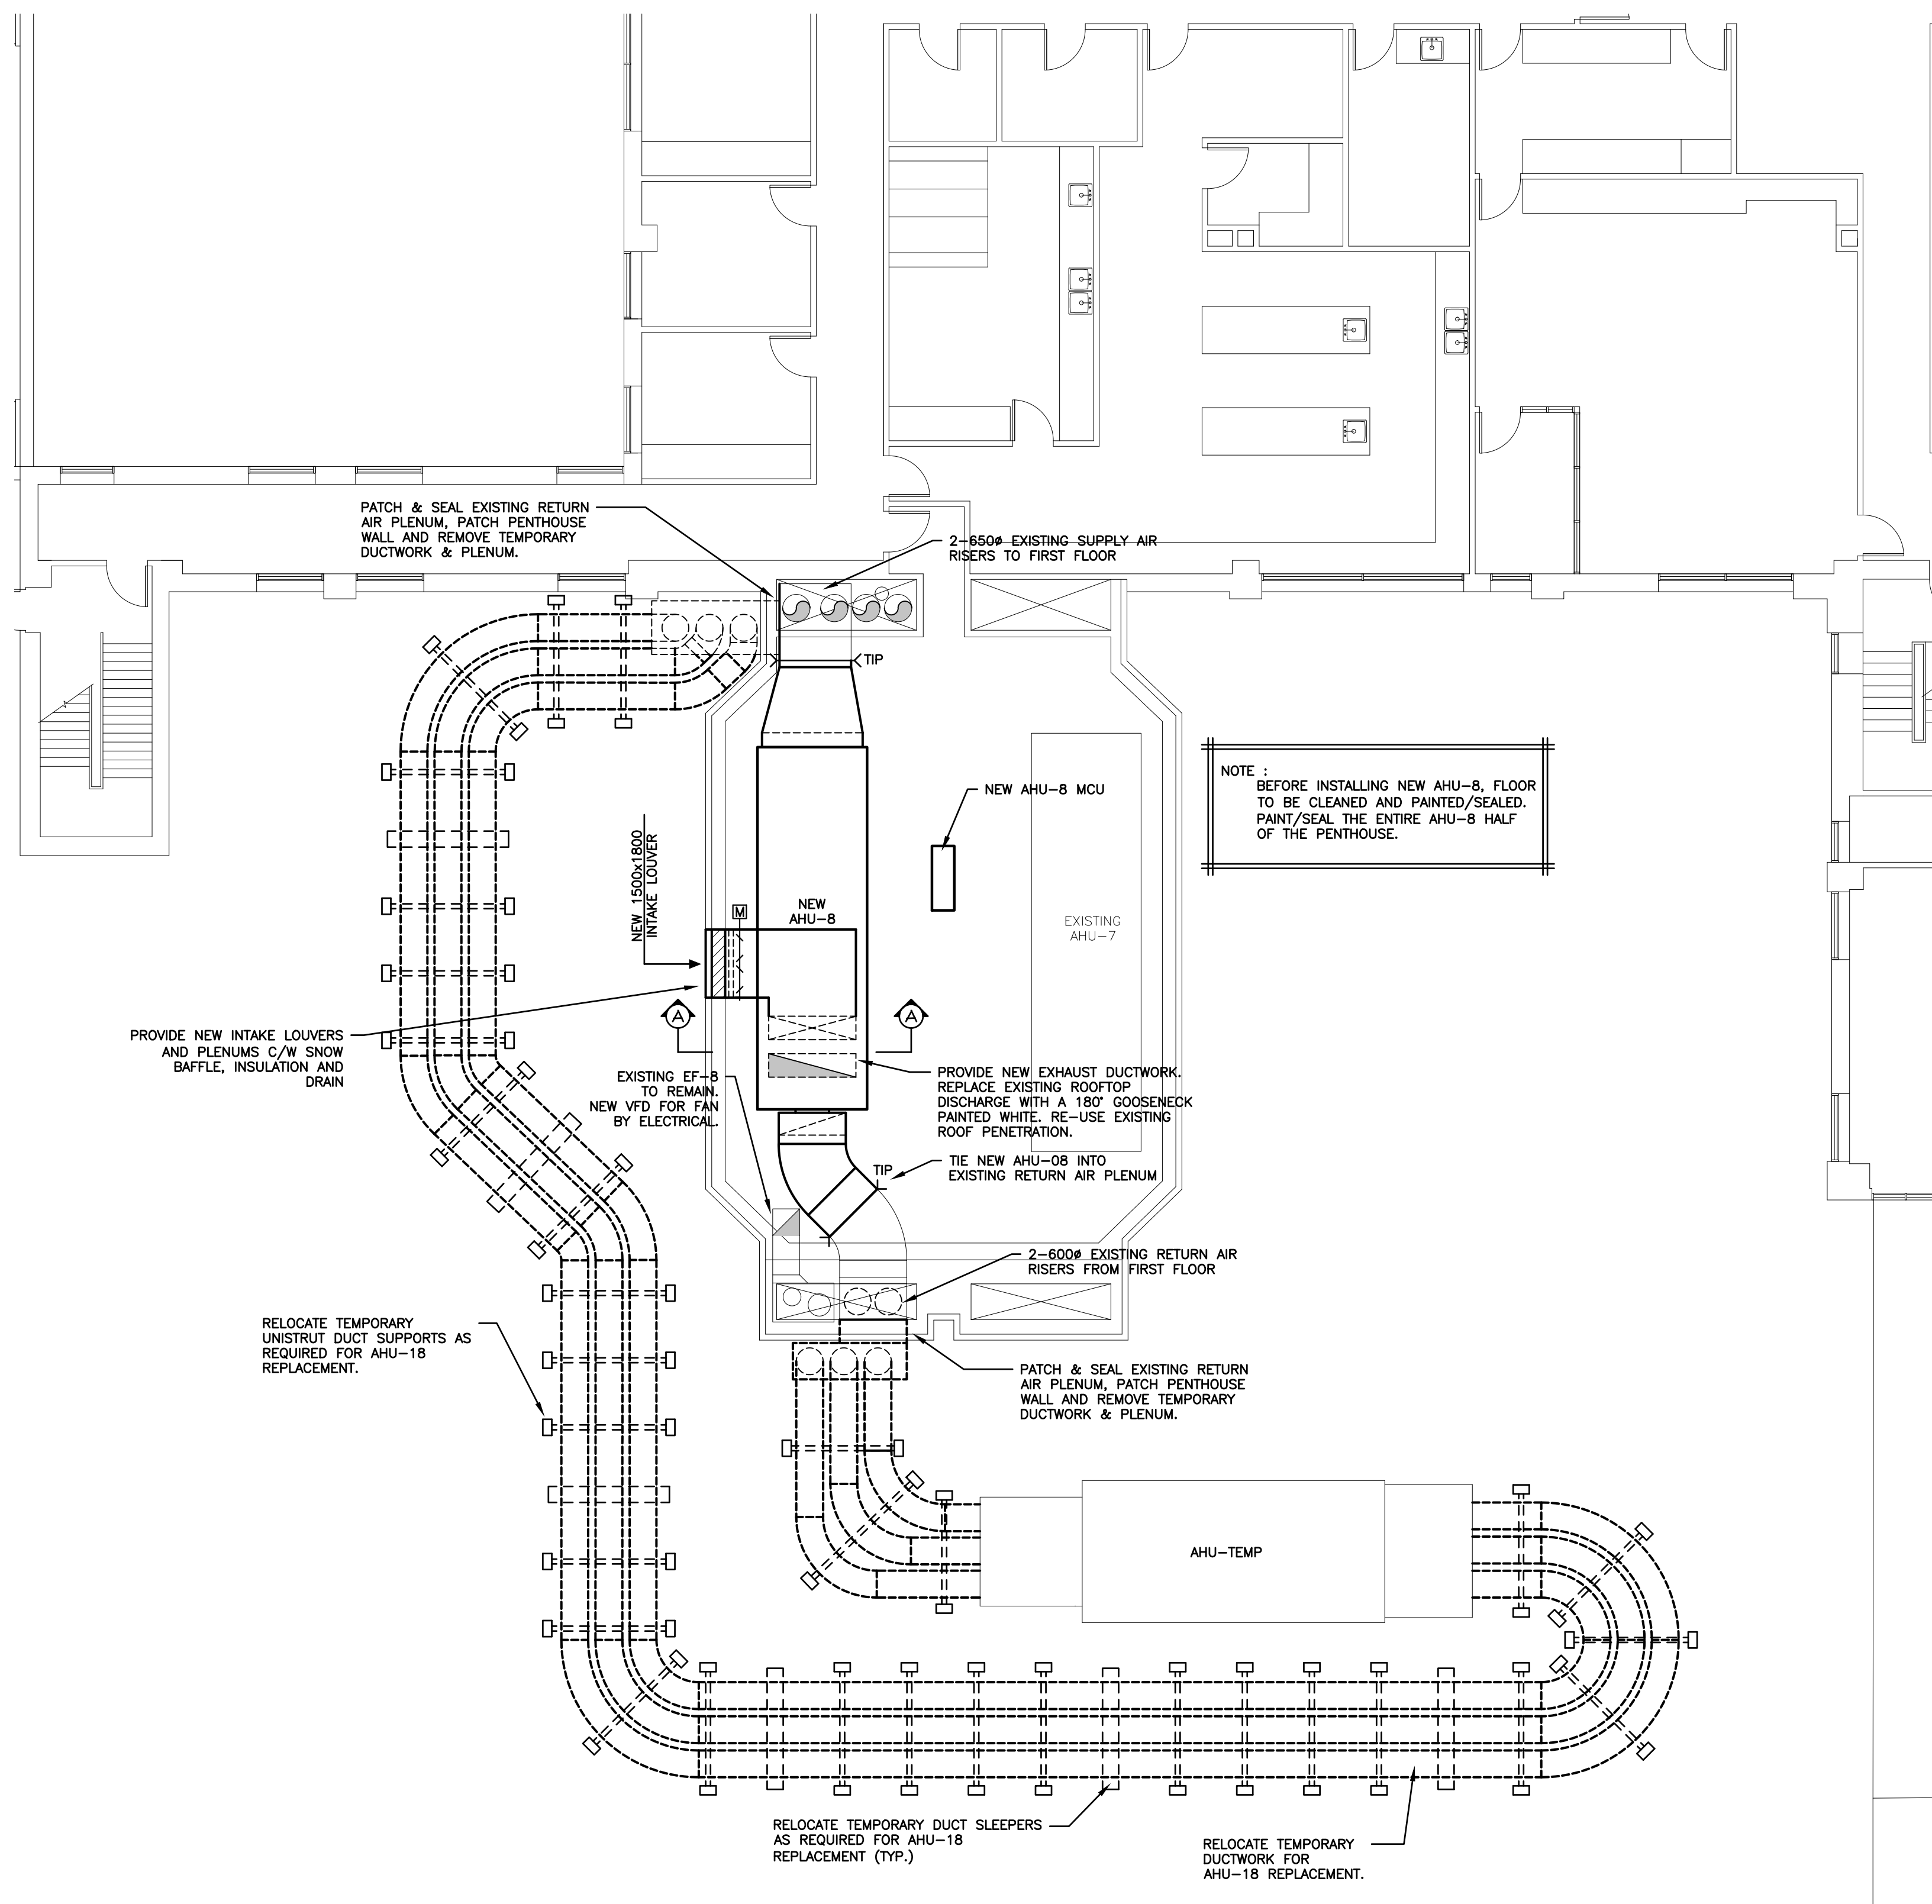 PATCH & SEAL EXISTING RETURN
AIR PLENUM, PATCH PENTHOUSE
WALL AND REMOVE TEMPORARY
DUCTWORK & PLENUM.
2-650ø EXISTING SUPPLY AIR
RISERS TO FIRST FLOOR
TIP
NEW AHU-8 MCU
NOTE :
BEFORE INSTALLING NEW AHU-8, FLOOR
TO BE CLEANED AND PAINTED/SEALED.
PAINT/SEAL THE ENTIRE AHU-8 HALF
OF THE PENTHOUSE.
NEW 1500x1800
INTAKE LOUVER
M
NEW
AHU-8
EXISTING
AHU-7
A
A
PROVIDE NEW INTAKE LOUVERS
AND PLENUMS C/W SNOW
BAFFLE, INSULATION AND
DRAIN
EXISTING EF-8
TO REMAIN.
NEW VFD FOR FAN
BY ELECTRICAL.
PROVIDE NEW EXHAUST DUCTWORK.
REPLACE EXISTING ROOFTOP
DISCHARGE WITH A 180° GOOSENECK
PAINTED WHITE. RE-USE EXISTING
ROOF PENETRATION.
TIP
TIE NEW AHU-08 INTO
EXISTING RETURN AIR PLENUM
2-600ø EXISTING RETURN AIR
RISERS FROM FIRST FLOOR
RELOCATE TEMPORARY
UNISTRUT DUCT SUPPORTS AS
REQUIRED FOR AHU-18
REPLACEMENT.
PATCH & SEAL EXISTING RETURN
AIR PLENUM, PATCH PENTHOUSE
WALL AND REMOVE TEMPORARY
DUCTWORK & PLENUM.
AHU-TEMP
RELOCATE TEMPORARY DUCT SLEEPERS
AS REQUIRED FOR AHU-18
REPLACEMENT (TYP.)
RELOCATE TEMPORARY
DUCTWORK FOR
AHU-18 REPLACEMENT.